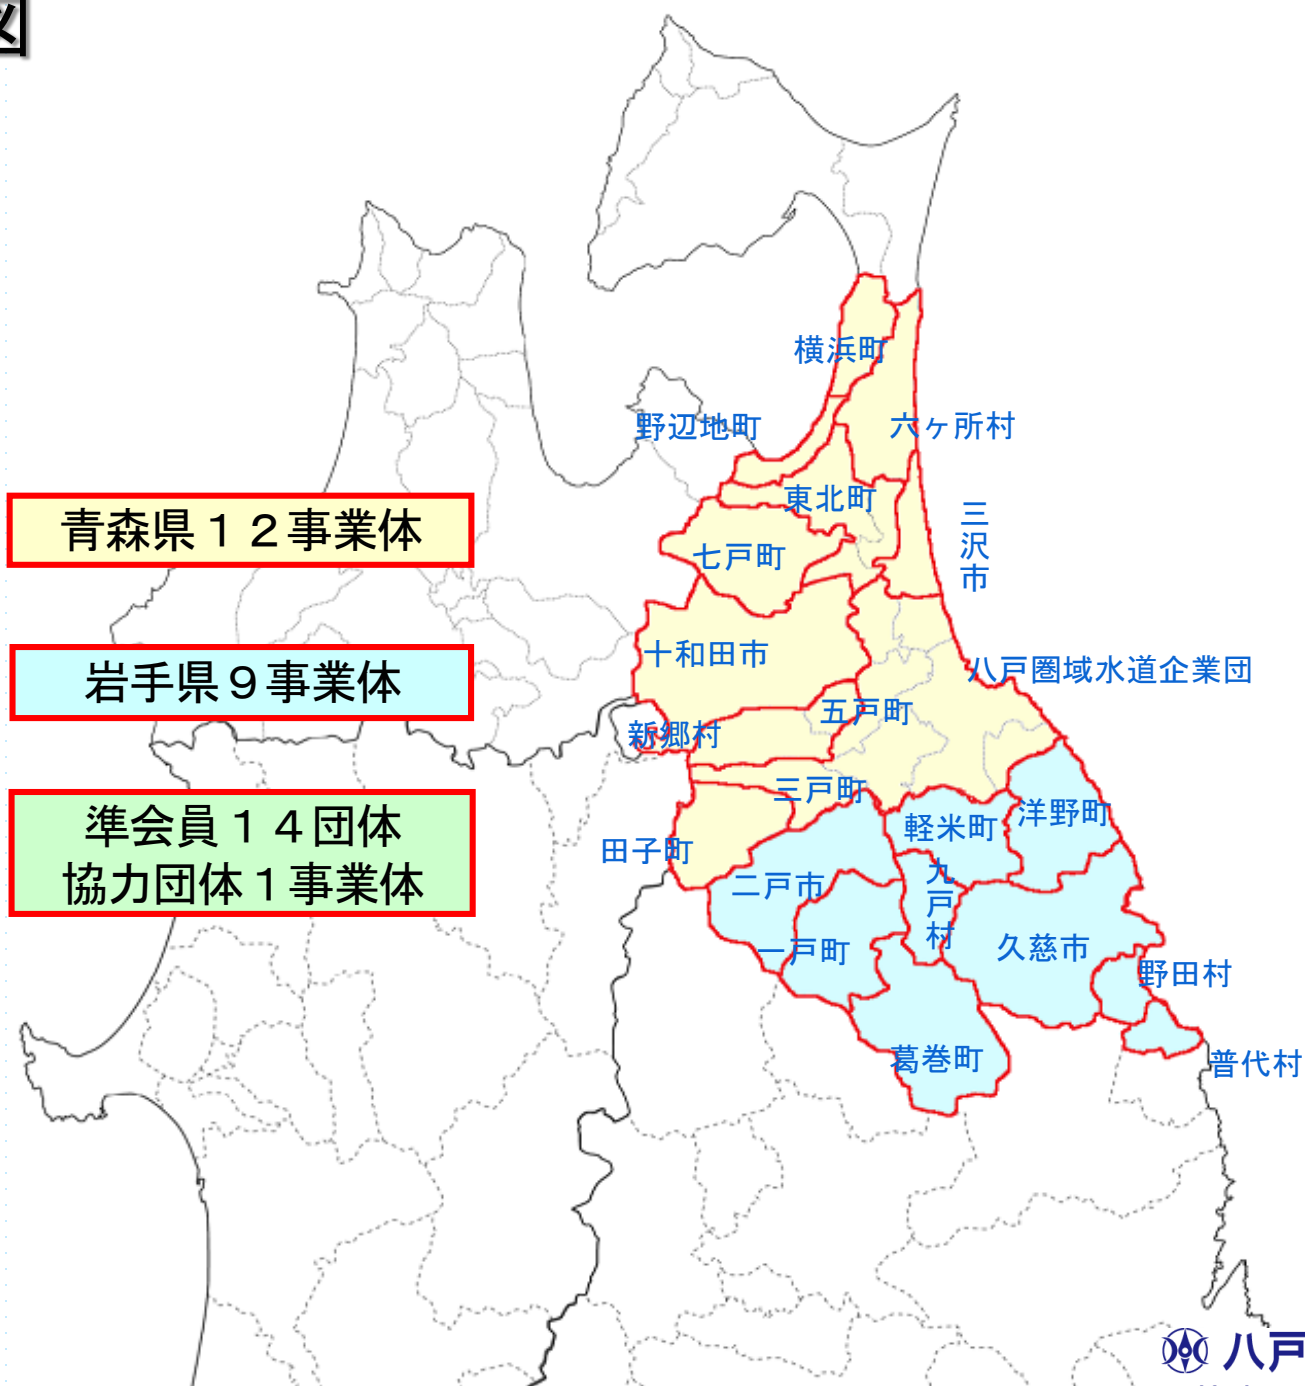 図
横浜町
野辺地町
六ヶ所村
東北町
三沢市
青森県１２事業体
七戸町
十和田市
八戸圏域水道企業団
岩手県９事業体
五戸町
新郷村
三戸町
準会員１４団体
協力団体１事業体
田子町
軽米町
洋野町
二戸市
九戸村
一戸町
久慈市
野田村
葛巻町
普代村
八戸